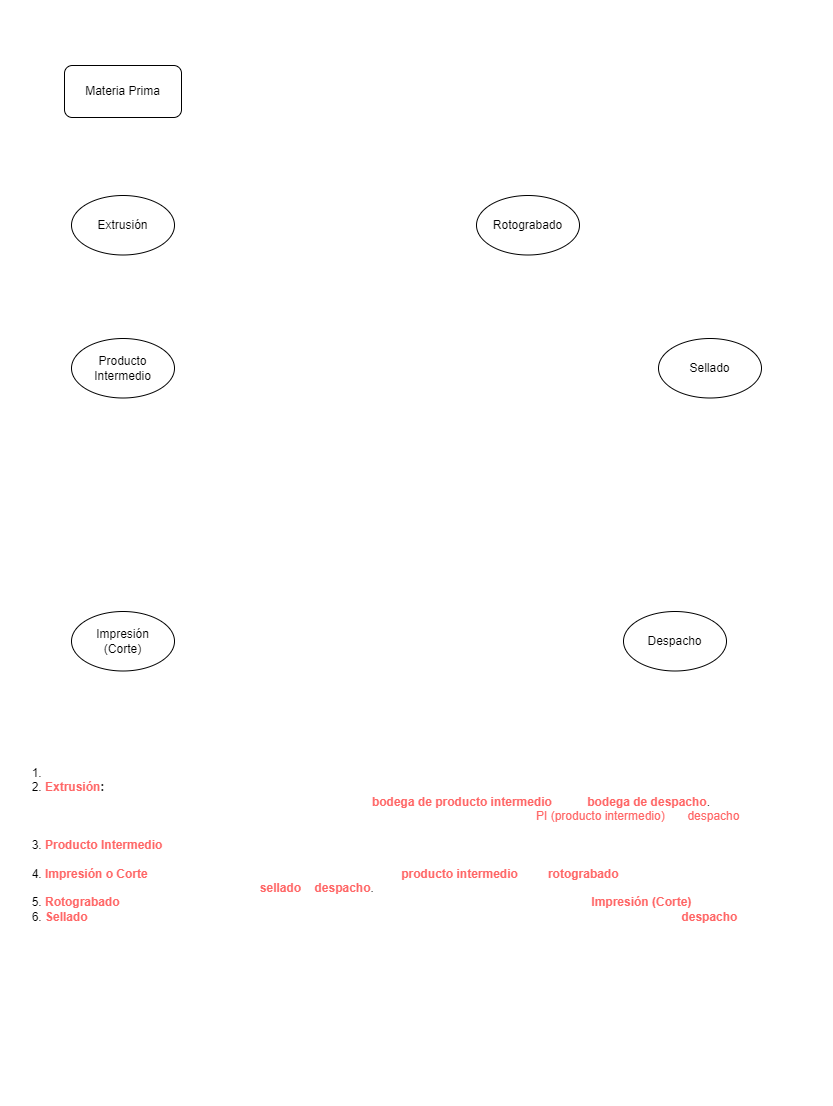 Materia Prima
Extrusión
Rotograbado
Producto
Intermedio
Sellado
Impresión
(Corte)
Despacho
1.
2. Extrusión:
bodega de producto intermedio bodega de despacho.
PI (producto intermedio) despacho
3. Producto Intermedio
4. Impresión o Corte producto intermedio rotograbado
sellado despacho.
5. Rotograbado Impresión (Corte)
6. Sellado despacho